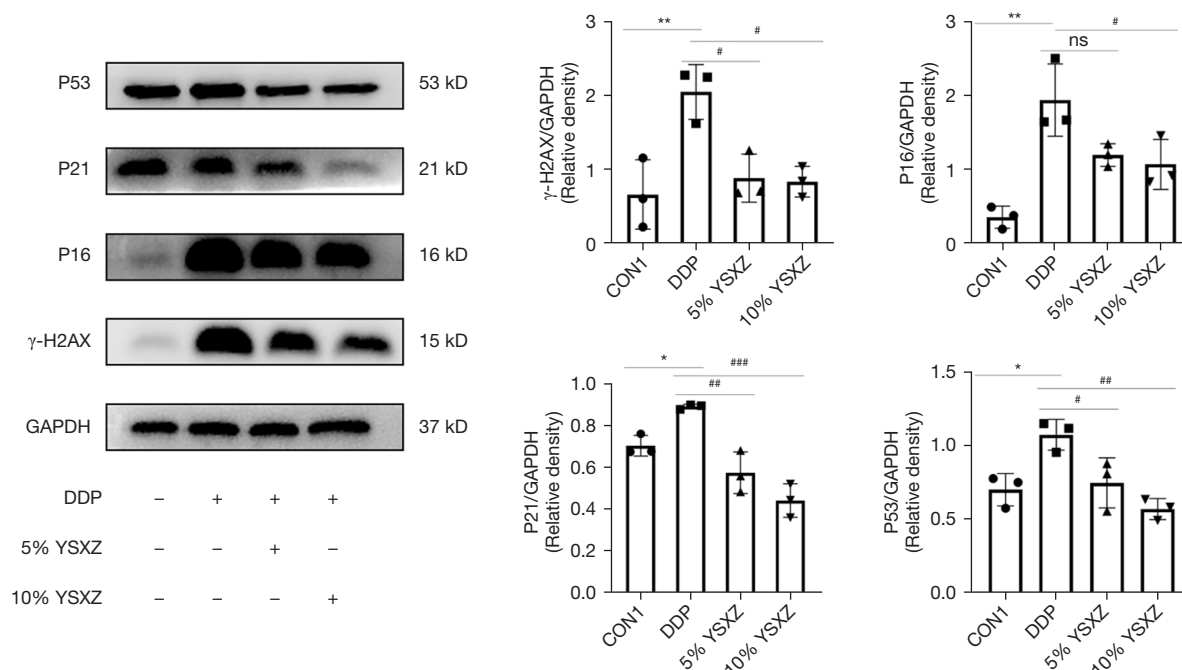 P53 53 kD
P21 21 kD
P16 16 kD
γ-H2AX 15 kD
GAPDH 37 kD
DDP – + + +
5% YSXZ – – + –
10% YSXZ – – – +
γ-H2AX/GAPDH
(Relative density)
3
2
1
0
**
#
#
CON1
DDP
5% YSXZ
10% YSXZ
P16/GAPDH
(Relative density)
3
2
1
0
**
#
ns
CON1
DDP
5% YSXZ
10% YSXZ
P21/GAPDH
(Relative density)
1.0
0.8
0.6
0.4
0.2
0.0
*
###
##
CON1
DDP
5% YSXZ
10% YSXZ
P53/GAPDH
(Relative density)
1.5
1.0
0.5
0.0
*
##
#
CON1
DDP
5% YSXZ
10% YSXZ